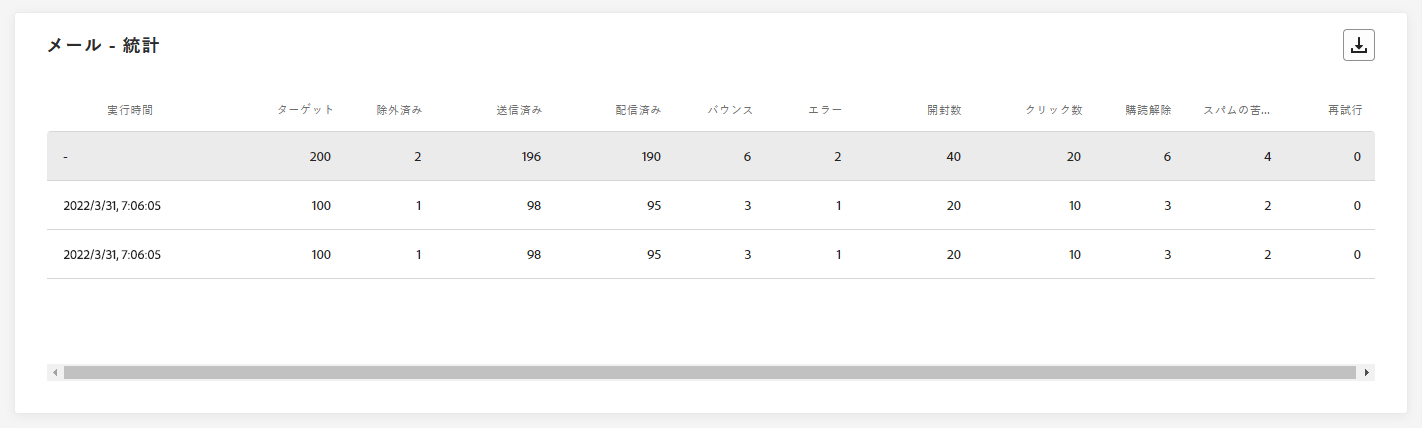 メール - 統計
実行時間 ターゲット 除外済み 送信済み 配信済み バウンス エラー 開封数 クリック数 購読解除 スパムの苦... 再試行
- 200 2 196 190 6 2 40 20 6 4 0
2022/3/31, 7:06:05 100 1 98 95 3 1 20 10 3 2 0
2022/3/31, 7:06:05 100 1 98 95 3 1 20 10 3 2 0